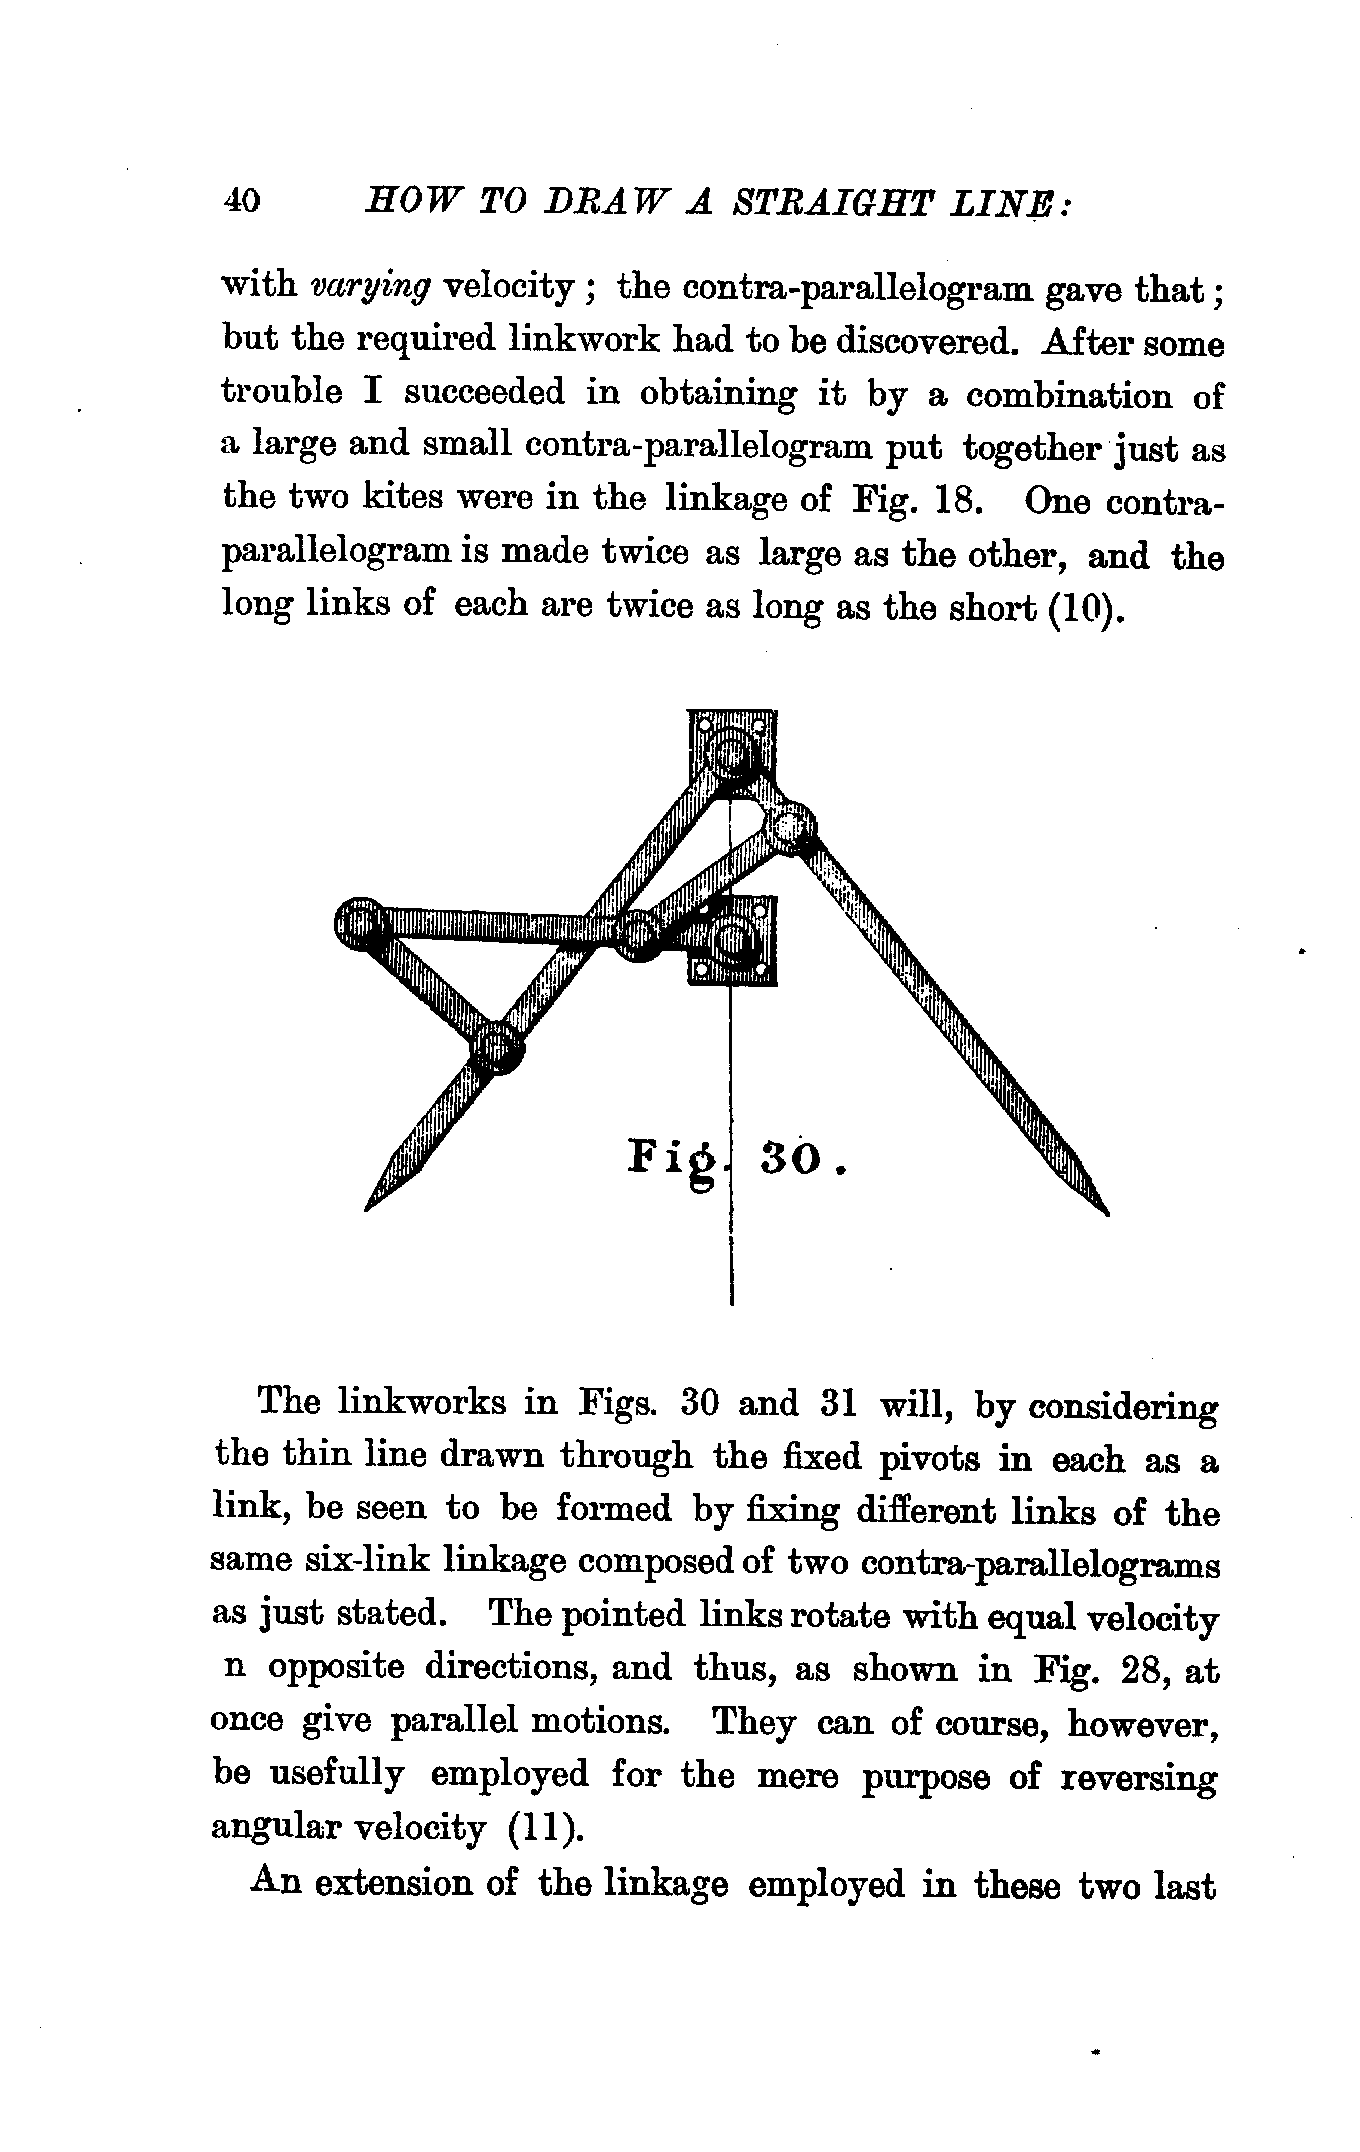 40 HOW TO DRAW A STRAIGHT LINE:
with varying velocity; the contra-parallelogram gave that;
but the required linkwork had to be discovered. After some
trouble I succeeded in obtaining it by a combination of
a large and small contra-parallelogram put together just as
the two kites were in the linkage of Fig. 18. One contra-
parallelogram is made twice as large as the other, and the
long links of each are twice as long as the short (10).
Fig. 30.
The linkworks in Figs. 30 and 31 will, by considering
the thin line drawn through the fixed pivots in each as a
link, be seen to be formed by fixing different links of the
same six-link linkage composed of two contra-parallelograms
as just stated. The pointed links rotate with equal velocity
n opposite directions, and thus, as shown in Fig. 28, at
once give parallel motions. They can of course, however,
be usefully employed for the mere purpose of reversing
angular velocity (11).
An extension of the linkage employed in these two last